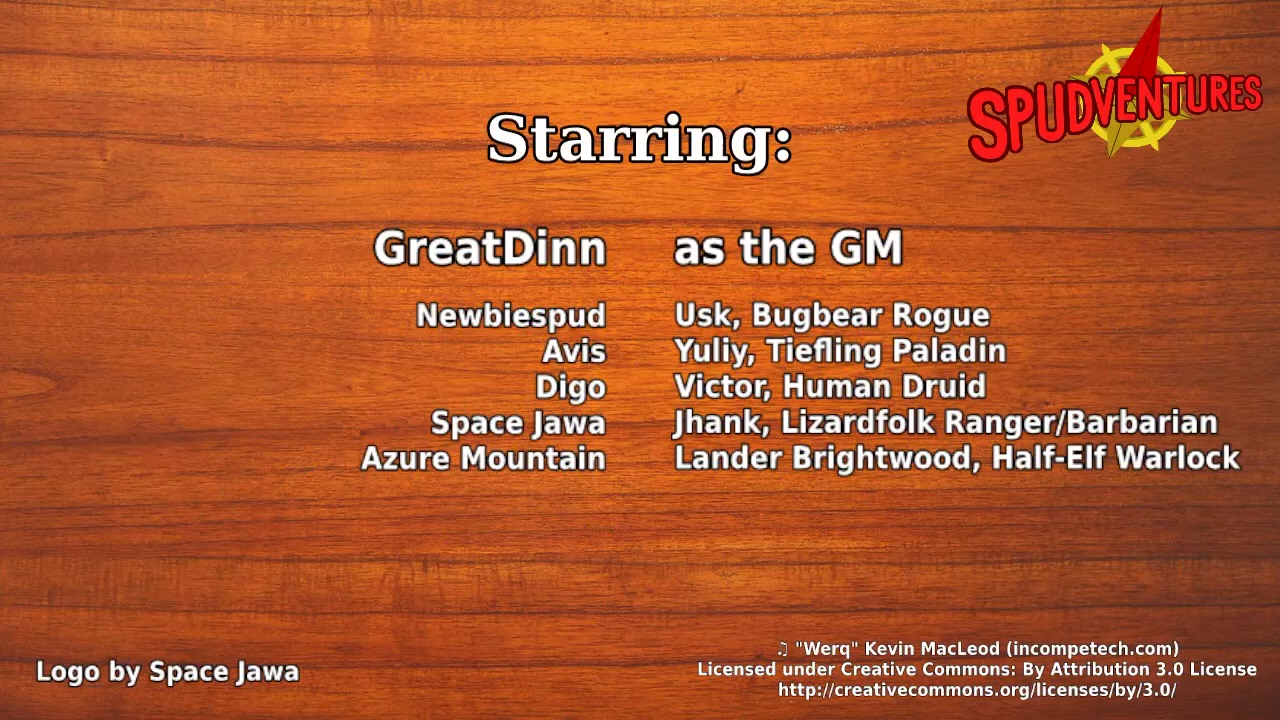 SPUDVENTURES
Starring:
GreatDinn as the GM
Newbiespud Usk, Bugbear Rogue
Avis Yuliy, Tiefling Paladin
Digo Victor, Human Druid
Space Jawa Jhank, Lizardfolk Ranger/Barbarian
Azure Mountain Lander Brightwood, Half-Elf Warlock
Logo by Space Jawa
♫ "Werq" Kevin MacLeod (incompetech.com)
Licensed under Creative Commons: By Attribution 3.0 License
http://creativecommons.org/licenses/by/3.0/